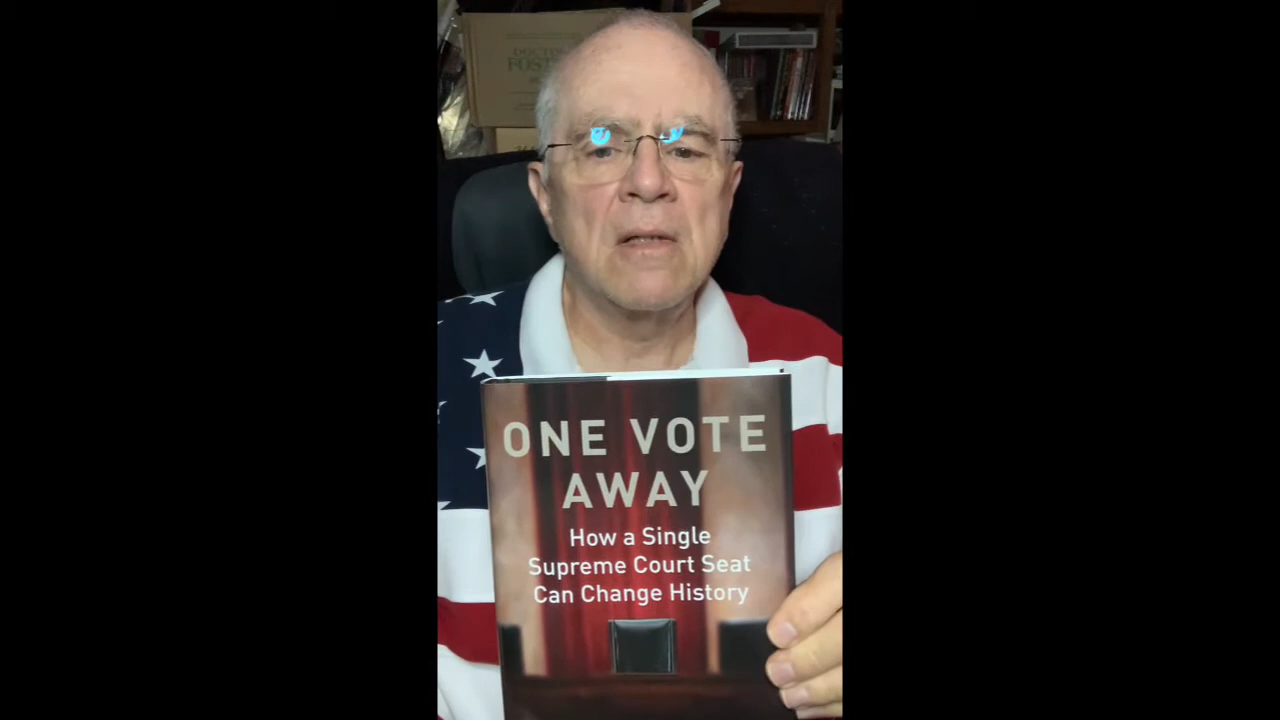 ONE VOTE
AWAY
How a Single
Supreme Court Seat
Can Change History